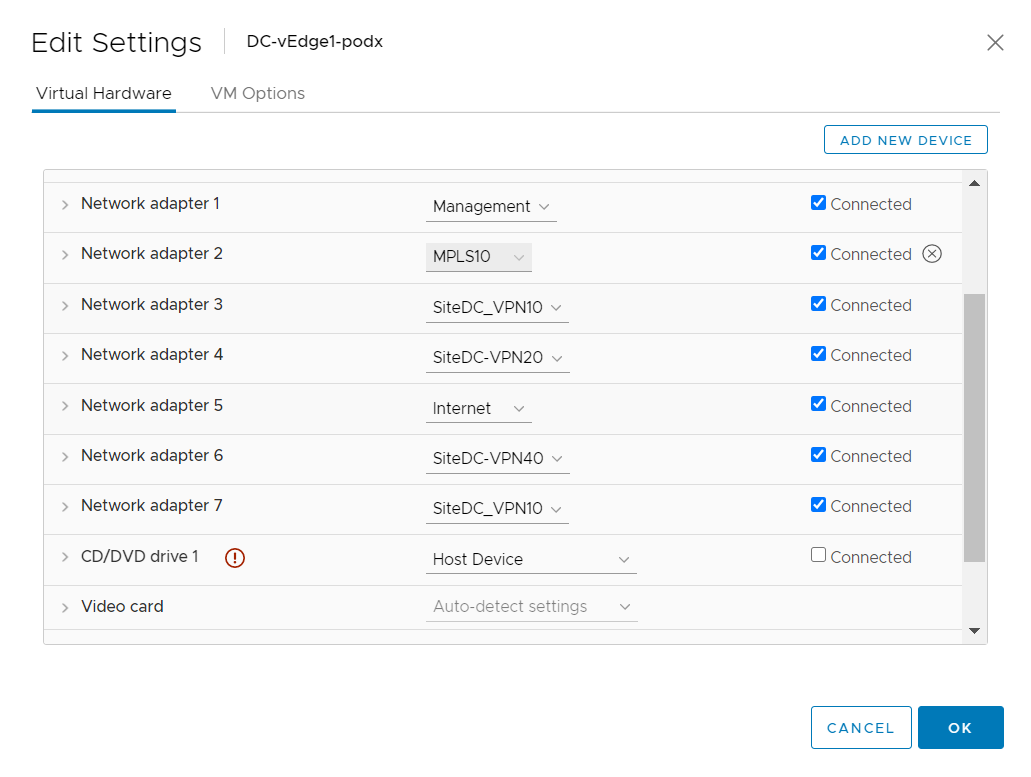 Edit Settings DC-vEdge1-podx
Virtual Hardware VM Options
ADD NEW DEVICE
Network adapter 1 Management Connected
Network adapter 2 MPLS10 Connected
Network adapter 3 SiteDC_VPN10 Connected
Network adapter 4 SiteDC-VPN20 Connected
Network adapter 5 Internet Connected
Network adapter 6 SiteDC-VPN40 Connected
Network adapter 7 SiteDC_VPN10 Connected
CD/DVD drive 1 Host Device Connected
Video card Auto-detect settings
CANCEL OK